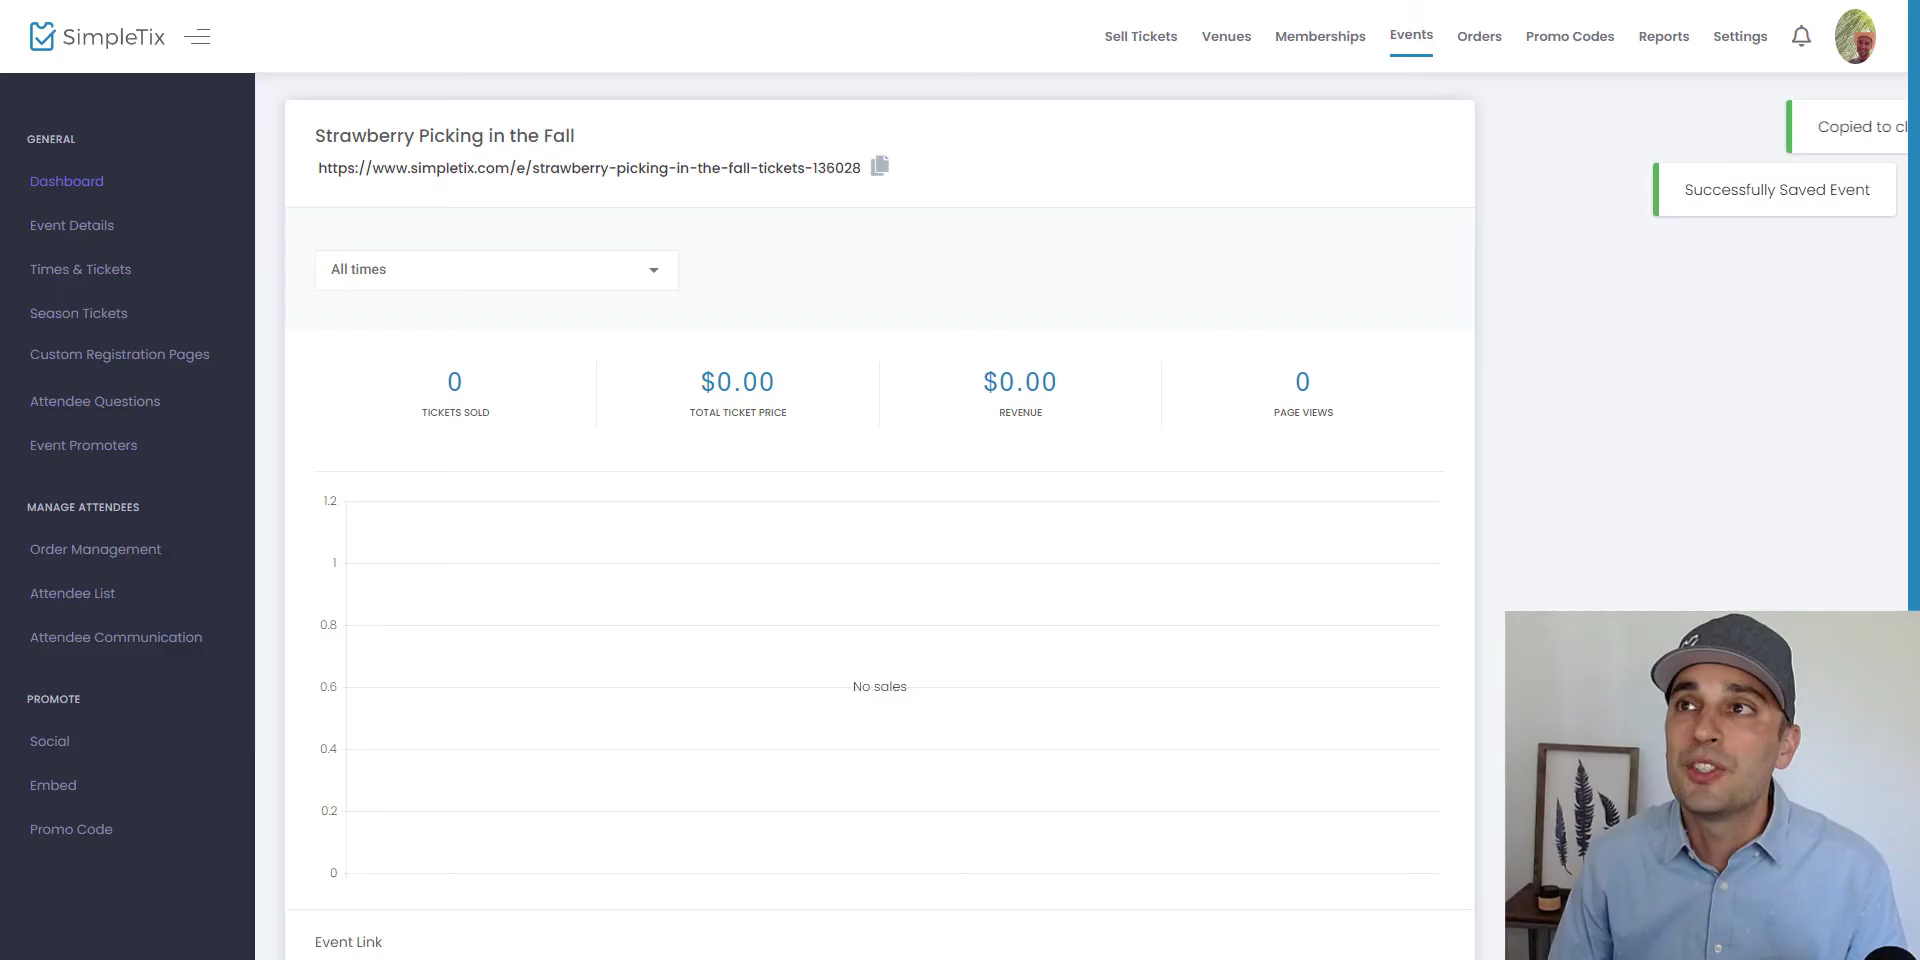 SimpleTix
Sell Tickets
Venues
Memberships
Events
Orders
Promo Codes
Reports
Settings
GENERAL
Dashboard
Event Details
Times & Tickets
Season Tickets
Custom Registration Pages
Attendee Questions
Event Promoters
MANAGE ATTENDEES
Order Management
Attendee List
Attendee Communication
PROMOTE
Social
Embed
Promo Code
Strawberry Picking in the Fall
https://www.simpletix.com/e/strawberry-picking-in-the-fall-tickets-136028
All times
0
TICKETS SOLD
$0.00
TOTAL TICKET PRICE
$0.00
REVENUE
0
PAGE VIEWS
1.2
1
0.8
0.6
0.4
0.2
0
No sales
Event Link
Copied to cl
Successfully Saved Event